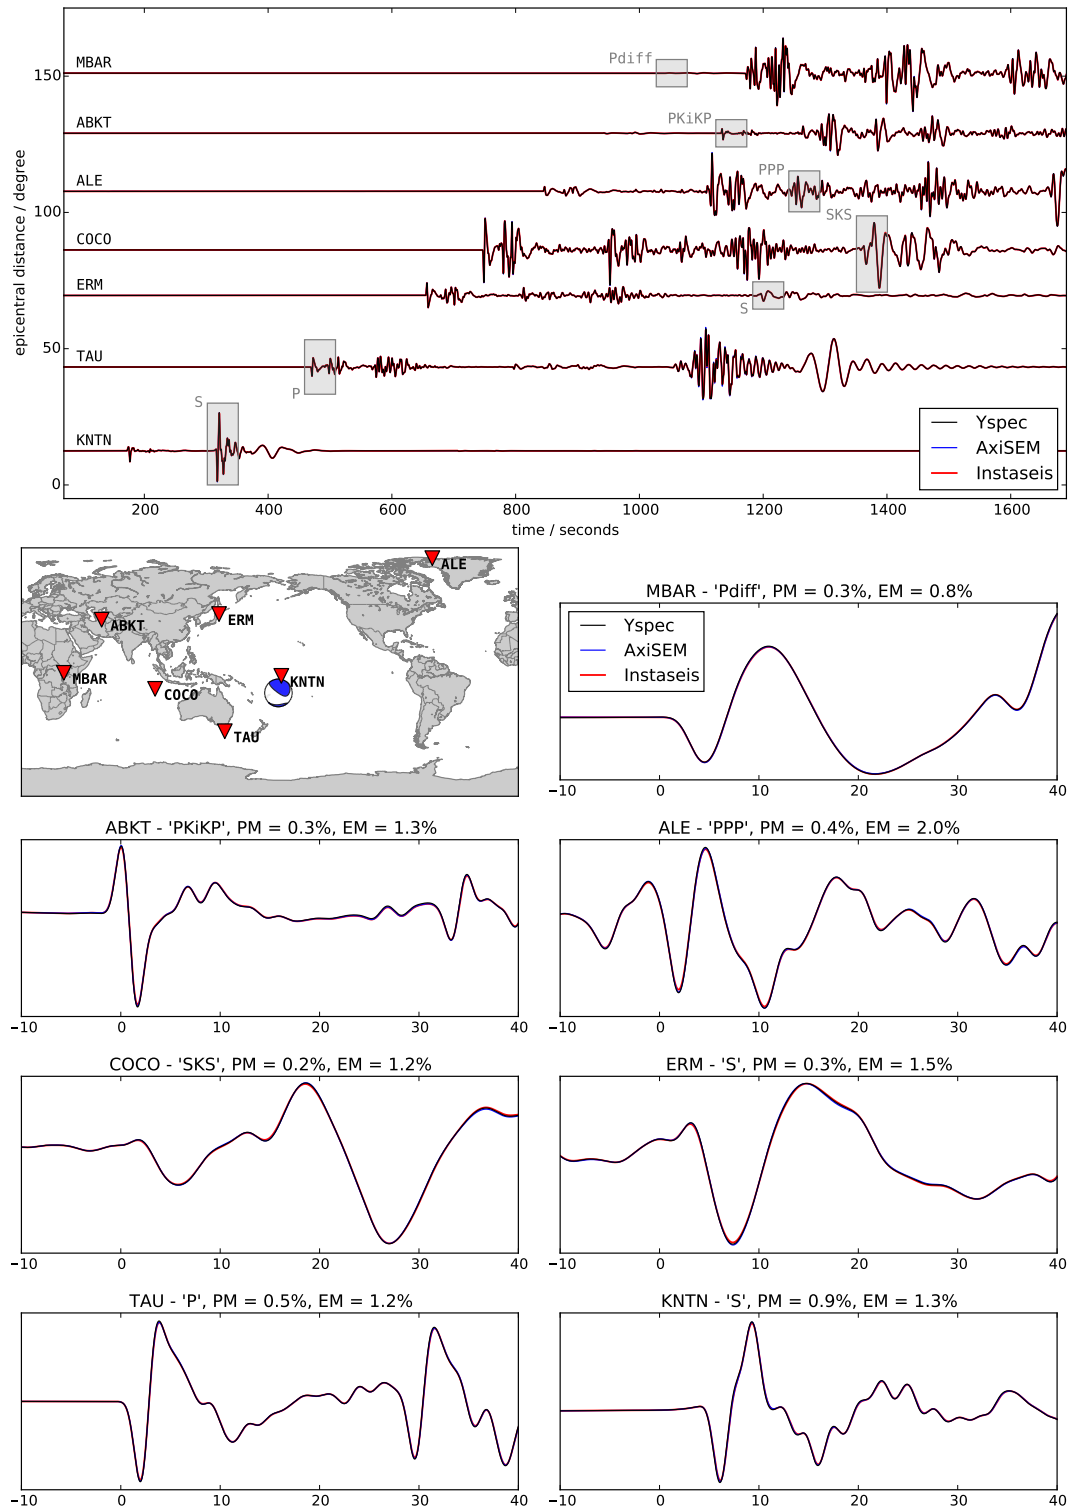 epicentral distance / degree
150
100
50
0
MBAR
Pdiff
ABKT
PKiKP
ALE
PPP
COCO
SKS
ERM
S
TAU
P
KNTN
S
Yspec
AxiSEM
Instaseis
200 400 600 800 1000 1200 1400 1600
time / seconds
ALE
ERM
ABKT
MBAR
COCO
KNTN
TAU
MBAR - 'Pdiff', PM = 0.3%, EM = 0.8%
Yspec
AxiSEM
Instaseis
−10 0 10 20 30 40
ABKT - 'PKiKP', PM = 0.3%, EM = 1.3%
−10 0 10 20 30 40
ALE - 'PPP', PM = 0.4%, EM = 2.0%
−10 0 10 20 30 40
COCO - 'SKS', PM = 0.2%, EM = 1.2%
−10 0 10 20 30 40
ERM - 'S', PM = 0.3%, EM = 1.5%
−10 0 10 20 30 40
TAU - 'P', PM = 0.5%, EM = 1.2%
−10 0 10 20 30 40
KNTN - 'S', PM = 0.9%, EM = 1.3%
−10 0 10 20 30 40